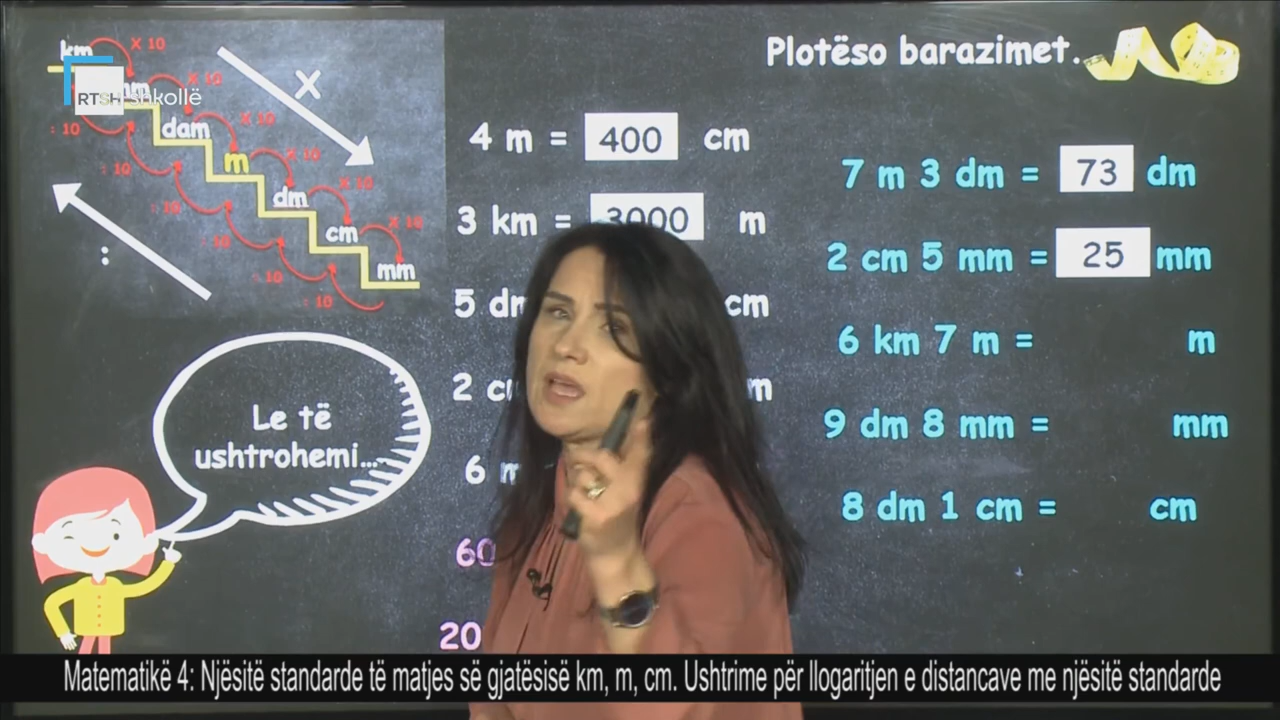 km
X 10
hm
X 10
RTSH shkollë
: 10
dam
X 10
X
m
X 10
: 10
dm
X 10
: 10
cm
X 10
: 10
mm
: 10
: 10
:
Le të
ushtrohemi...
Plotëso barazimet.
4 m = 400 cm
3 km = 3000 m
5 dm cm
2
6 m
60
20
7 m 3 dm = 73 dm
2 cm 5 mm = 25 mm
6 km 7 m = m
9 dm 8 mm = mm
8 dm 1 cm = cm
Matematikë 4: Njësitë standarde të matjes së gjatësisë km, m, cm. Ushtrime për llogaritjen e distancave me njësitë standarde